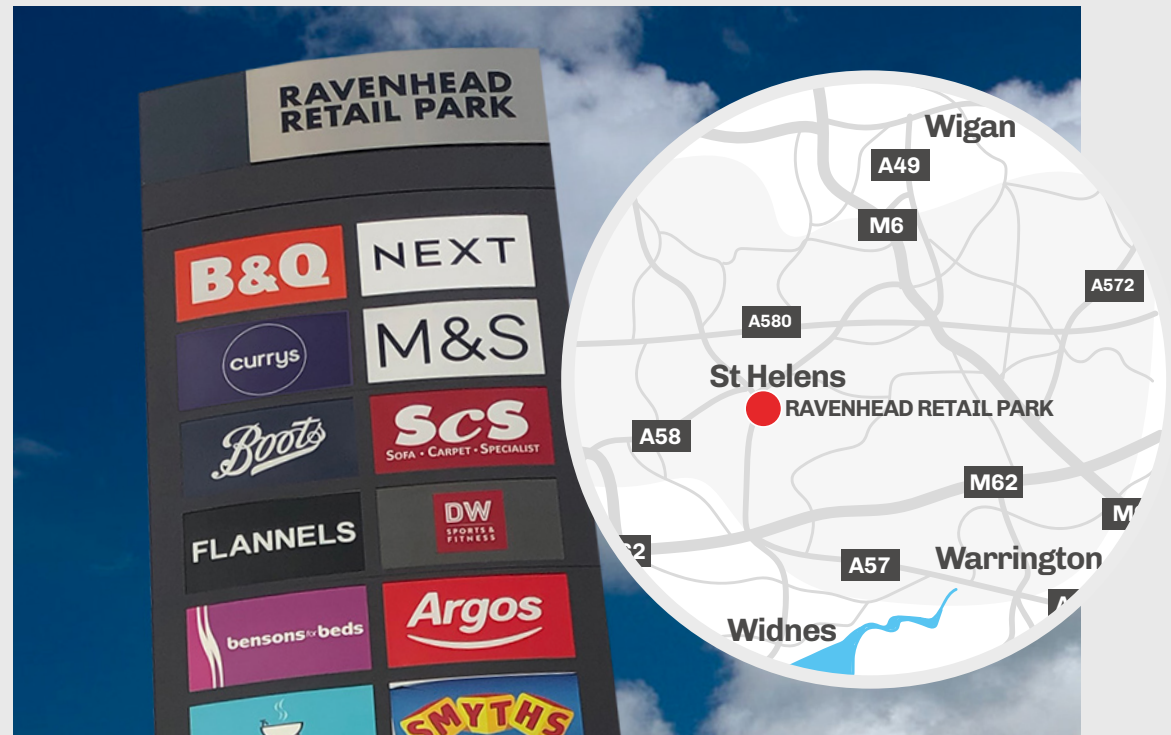 RAVENHEAD
RETAIL PARK
B&Q
NEXT
currys
M&S
Boots
ScS
SOFA • CARPET • SPECIALIST
FLANNELS
DW
SPORTS &
FITNESS
bensons for beds
Argos
SMYTHS
Wigan
A49
M6
A572
A580
St Helens
RAVENHEAD RETAIL PARK
A58
M62
A57
Warrington
Widnes